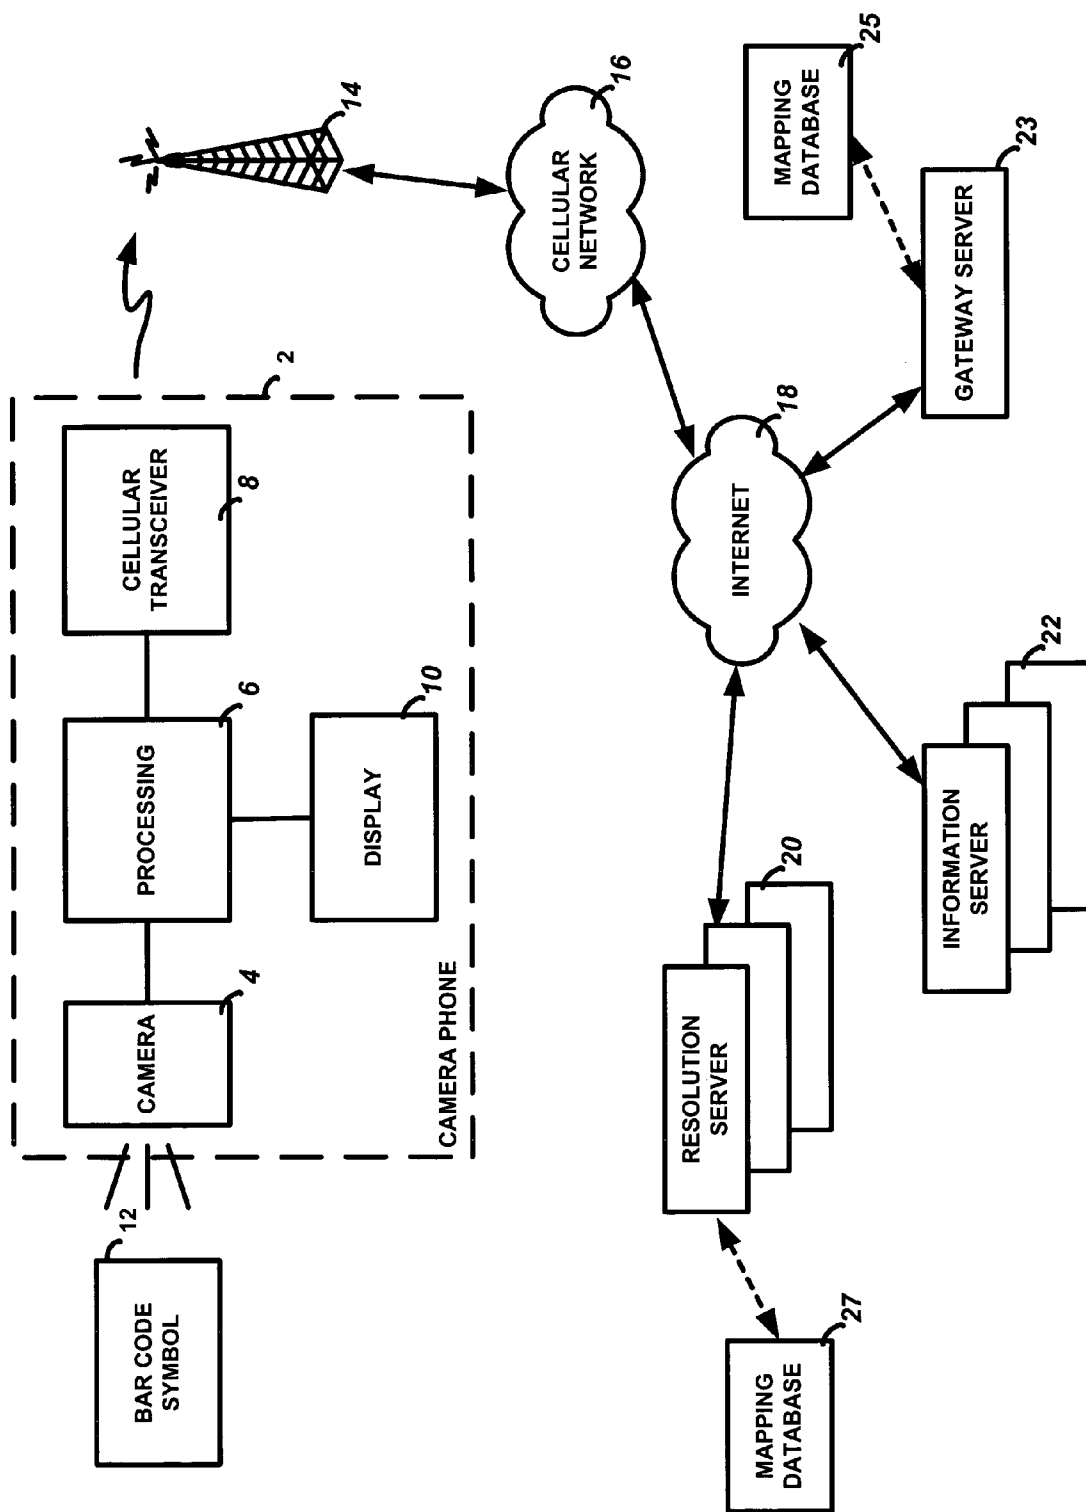 BAR CODE
SYMBOL
12
CAMERA
4
PROCESSING
6
CELLULAR
TRANSCEIVER
8
DISPLAY
10
CAMERA PHONE
2
14
CELLULAR
NETWORK
16
INTERNET
18
MAPPING
DATABASE
27
RESOLUTION
SERVER
20
INFORMATION
SERVER
22
GATEWAY SERVER
23
MAPPING
DATABASE
25